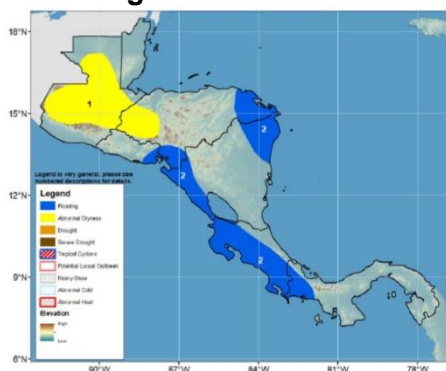 18°N
15°N
12°N
9°N
6°N
1
2
2
2
Legend is very general, please see
numbered descriptions for details.
Legend
Flooding
Abnormal Dryness
Drought
Severe Drought
Tropical Cyclone
Potential Locust Outbreak
Heavy Snow
Abnormal Cold
Abnormal Heat
Elevation
High
Low
90°W
87°W
84°W
81°W
78°W